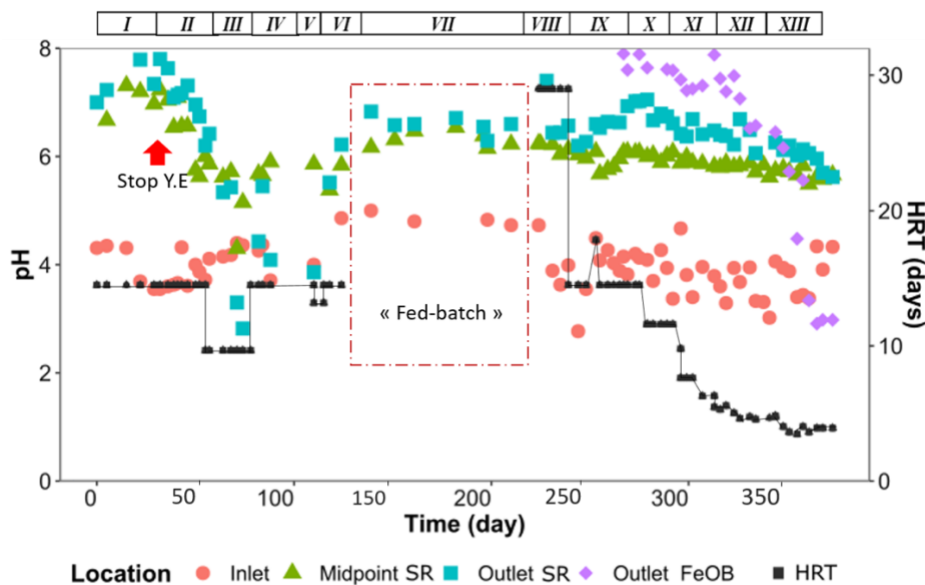 I II III IV V VI VII VIII IX X XI XII XIII
8
6
4
2
0
pH
30
20
10
0
HRT (days)
Stop Y.E
« Fed-batch »
0 50 100 150 200 250 300 350
Time (day)
Location Inlet Midpoint SR Outlet SR Outlet FeOB HRT